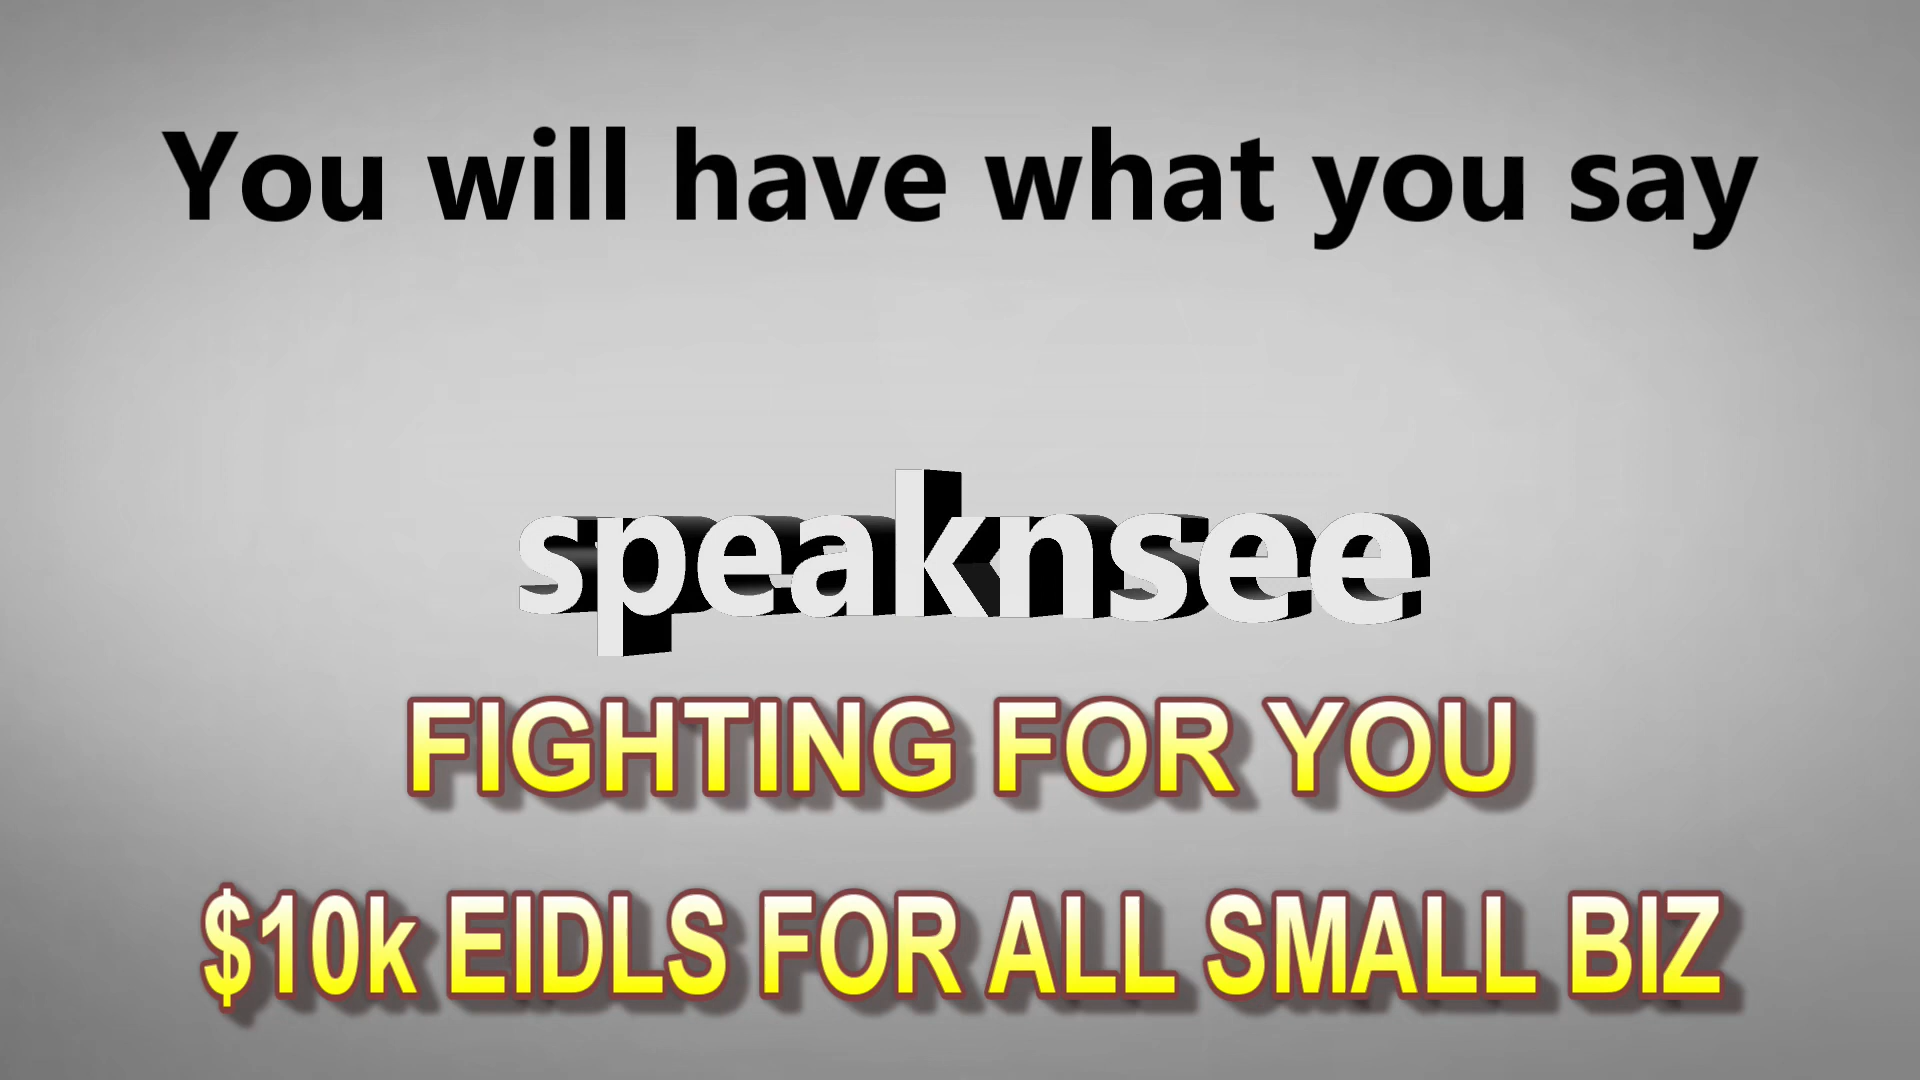 You will have what you say
speaknsee
FIGHTING FOR YOU
$10k EIDLS FOR ALL SMALL BIZ